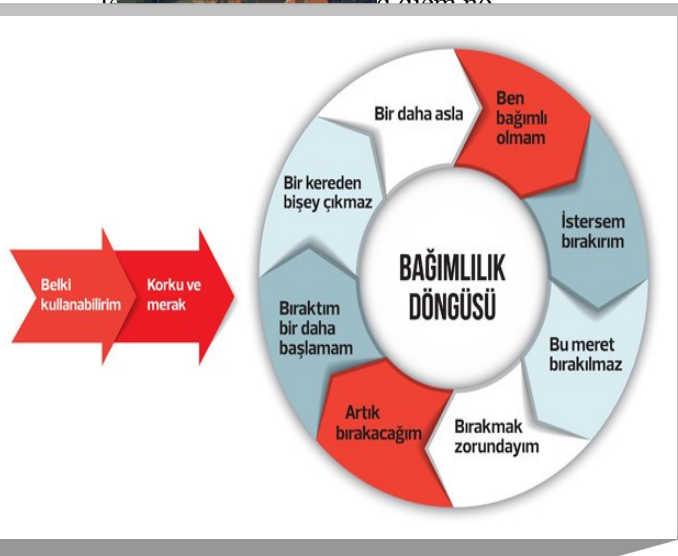 Belki
kullanabilirim
Korku ve
merak
BAĞIMLILIK
DÖNGÜSÜ
Bir daha asla
Ben
bağımlı
olmam
İstersem
bırakırım
Bu meret
bırakılmaz
Bırakmak
zorundayım
Artık
bırakacağım
Bıraktım
bir daha
başlamam
Bir kereden
bişey çıkmaz